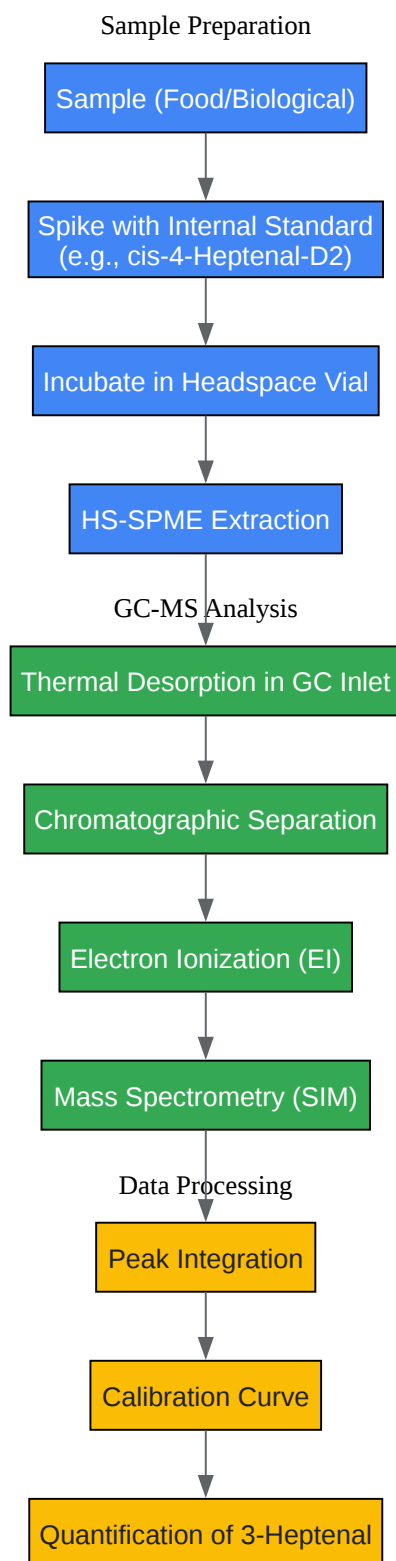 Sample Preparation
Sample (Food/Biological)
Spike with Internal Standard
(e.g., cis-4-Heptenal-D2)
Incubate in Headspace Vial
HS-SPME Extraction
GC-MS Analysis
Thermal Desorption in GC Inlet
Chromatographic Separation
Electron Ionization (EI)
Mass Spectrometry (SIM)
Data Processing
Peak Integration
Calibration Curve
Quantification of 3-Heptenal